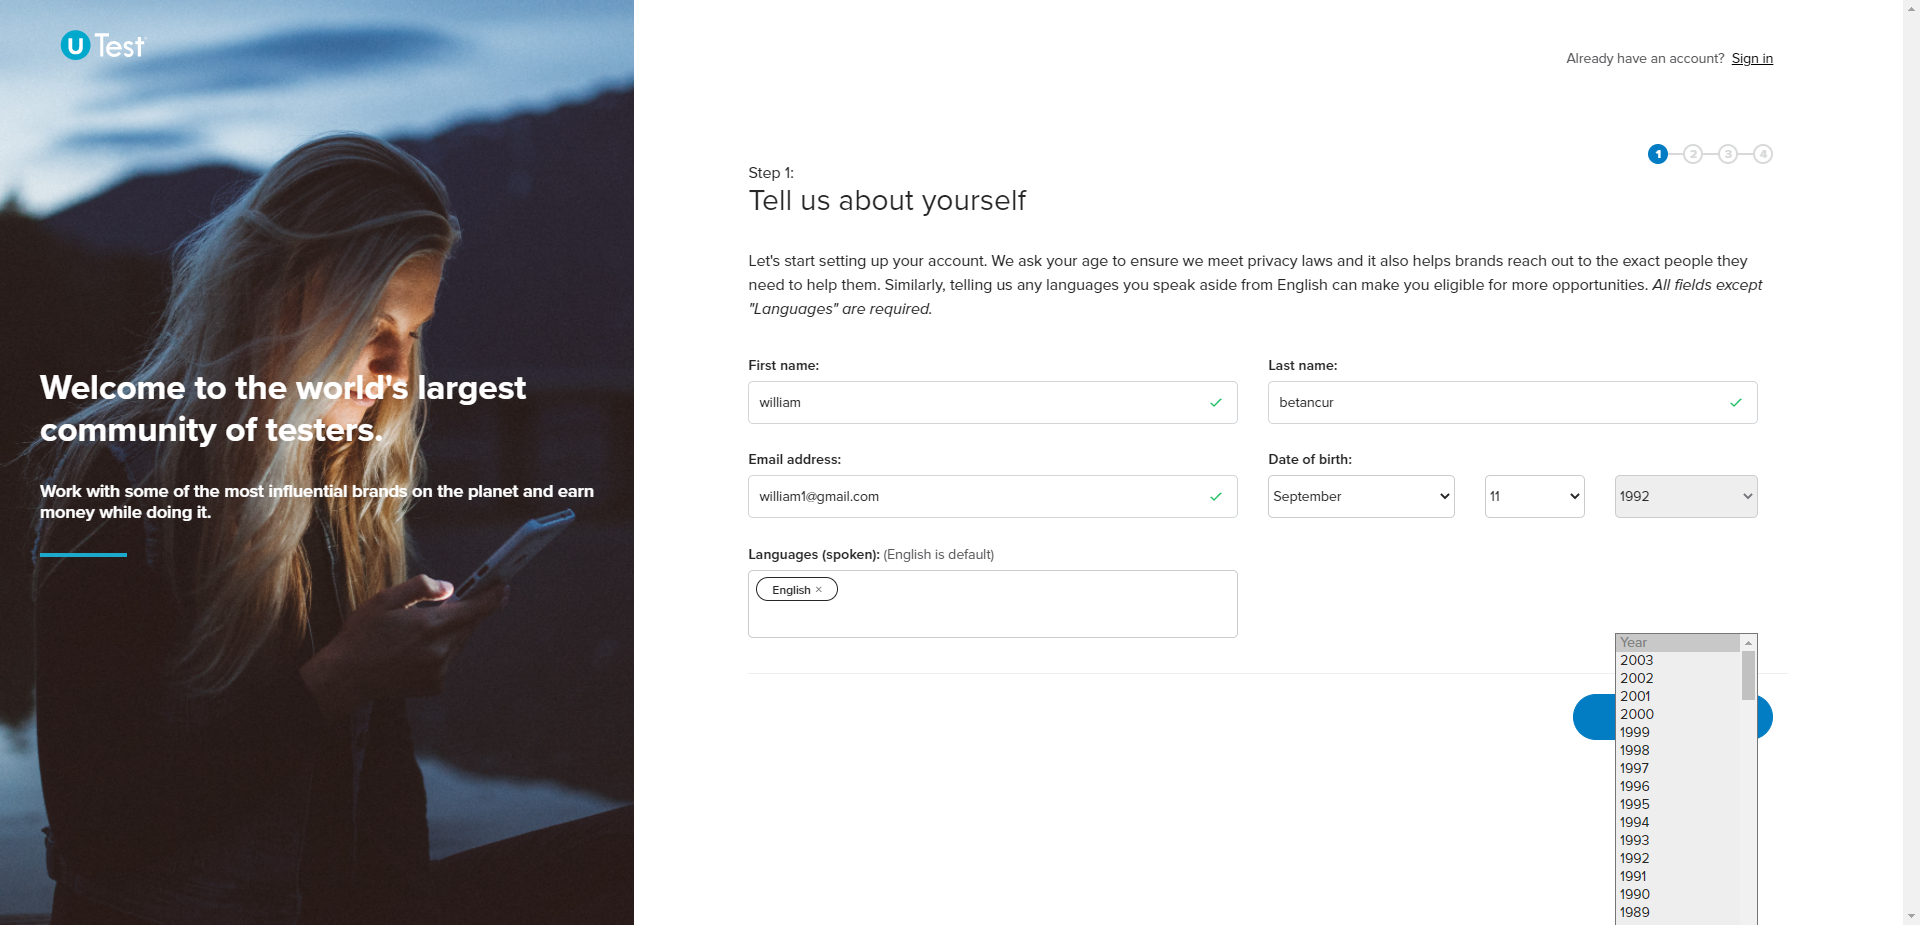 U Test
Already have an account? Sign in
1 2 3 4
Step 1:
Tell us about yourself
Let's start setting up your account. We ask your age to ensure we meet privacy laws and it also helps brands reach out to the exact people they
need to help them. Similarly, telling us any languages you speak aside from English can make you eligible for more opportunities. All fields except
"Languages" are required.
First name:
Last name:
william
betancur
Welcome to the world's largest
community of testers.
Email address:
Date of birth:
william1@gmail.com
September
11
1992
Work with some of the most influential brands on the planet and earn
money while doing it.
Languages (spoken): (English is default)
English ×
Year
2003
2002
2001
2000
1999
1998
1997
1996
1995
1994
1993
1992
1991
1990
1989